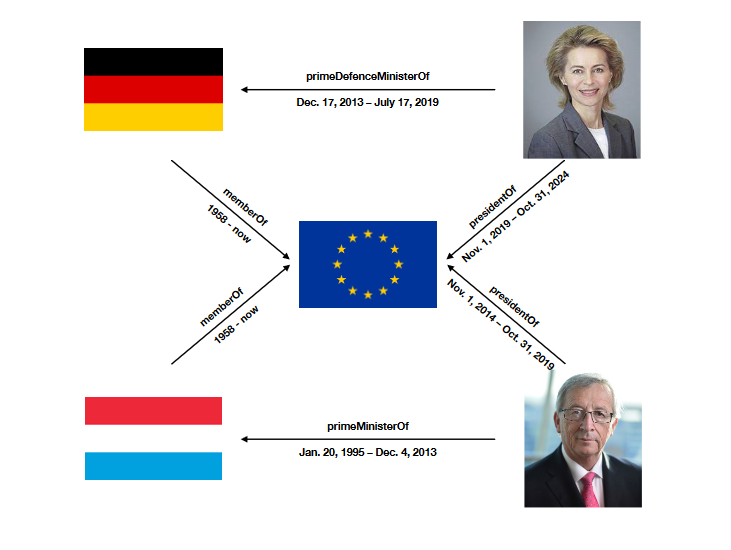 primeDefenceMinisterOf
Dec. 17, 2013 – July 17, 2019
memberOf
1958 - now
presidentOf
Nov. 1, 2019 – Oct. 31, 2024
memberOf
1958 - now
presidentOf
Nov. 1, 2014 – Oct. 31, 2019
primeMinisterOf
Jan. 20, 1995 – Dec. 4, 2013